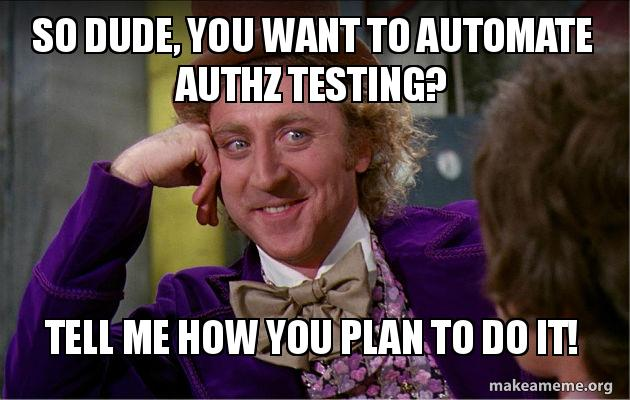 SO DUDE, YOU WANT TO AUTOMATE
AUTHZ TESTING?
TELL ME HOW YOU PLAN TO DO IT!
makeameme.org